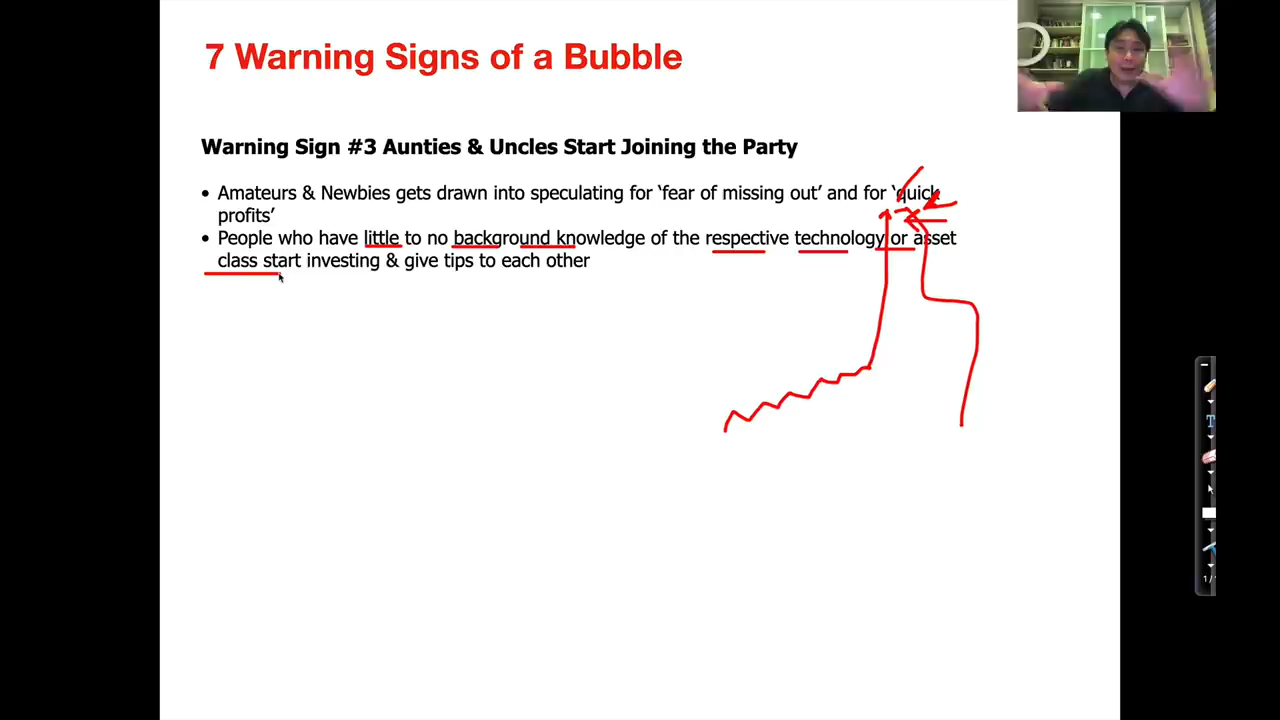 7 Warning Signs of a Bubble
Warning Sign #3 Aunties & Uncles Start Joining the Party
• Amateurs & Newbies gets drawn into speculating for ‘fear of missing out’ and for ‘quick
profits’
• People who have little to no background knowledge of the respective technology or asset
class start investing & give tips to each other